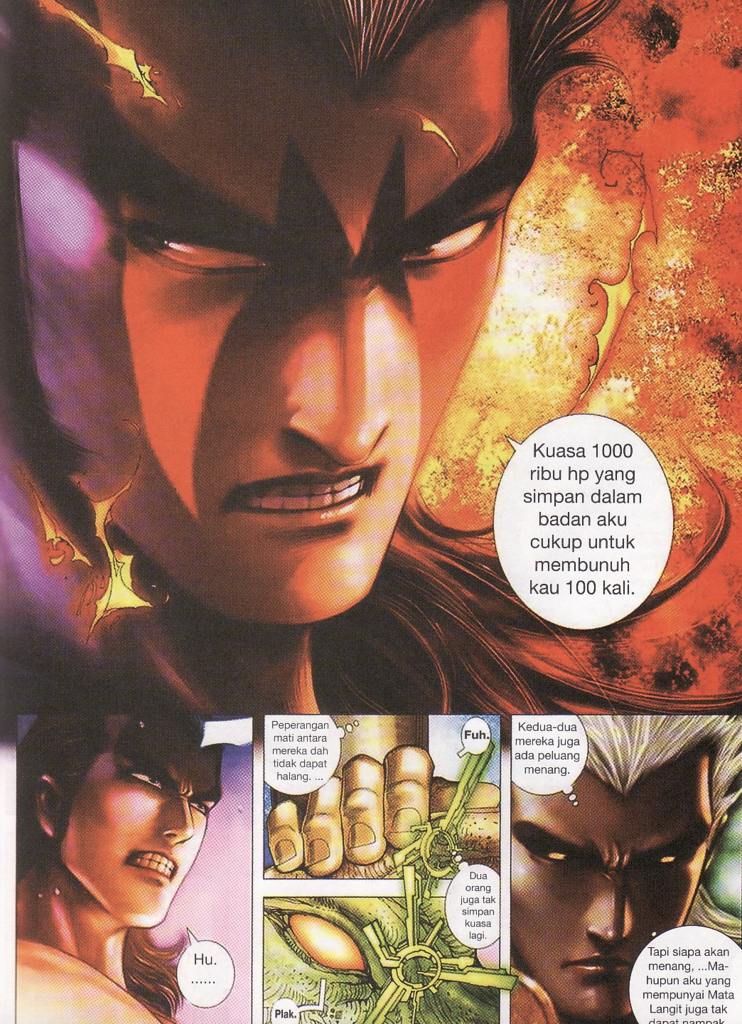 Kuasa 1000
ribu hp yang
simpan dalam
badan aku
cukup untuk
membunuh
kau 100 kali.
Hu.
......
Peperangan
mati antara
mereka dah
tidak dapat
halang. ...
Fuh.
Dua
orang
juga tak
simpan
kuasa
lagi.
Plak.
Kedua-dua
mereka juga
ada peluang
menang.
Tapi siapa akan
menang, ...Ma-
hupun aku yang
mempunyai Mata
Langit juga tak
dapat nampak